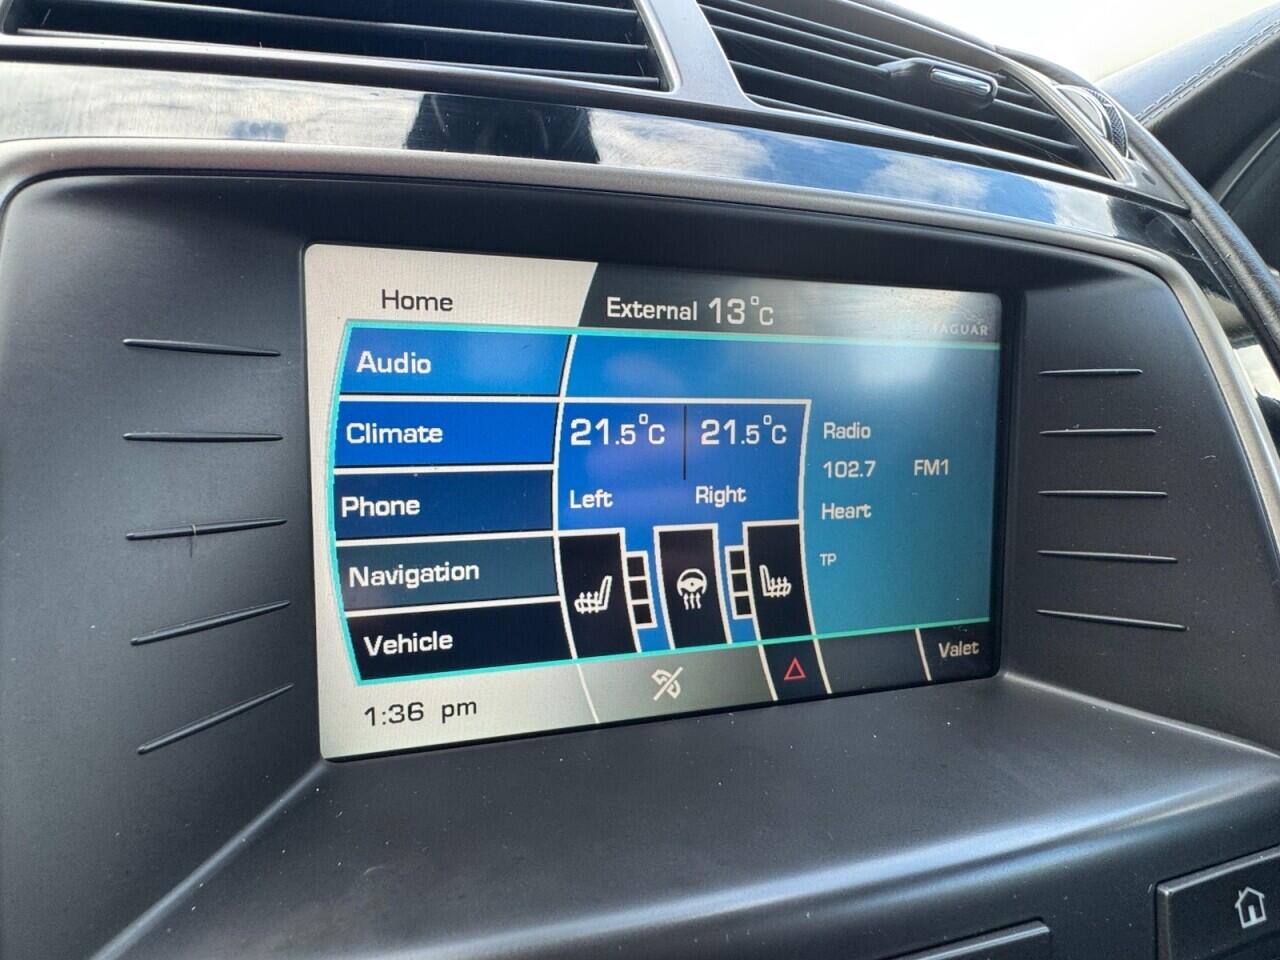 Home
External 13°C
JAGUAR
Audio
Climate
Phone
Navigation
Vehicle
21.5°C
21.5°C
Left
Right
Radio
102.7 FM1
Heart
TP
Valet
1:36 pm